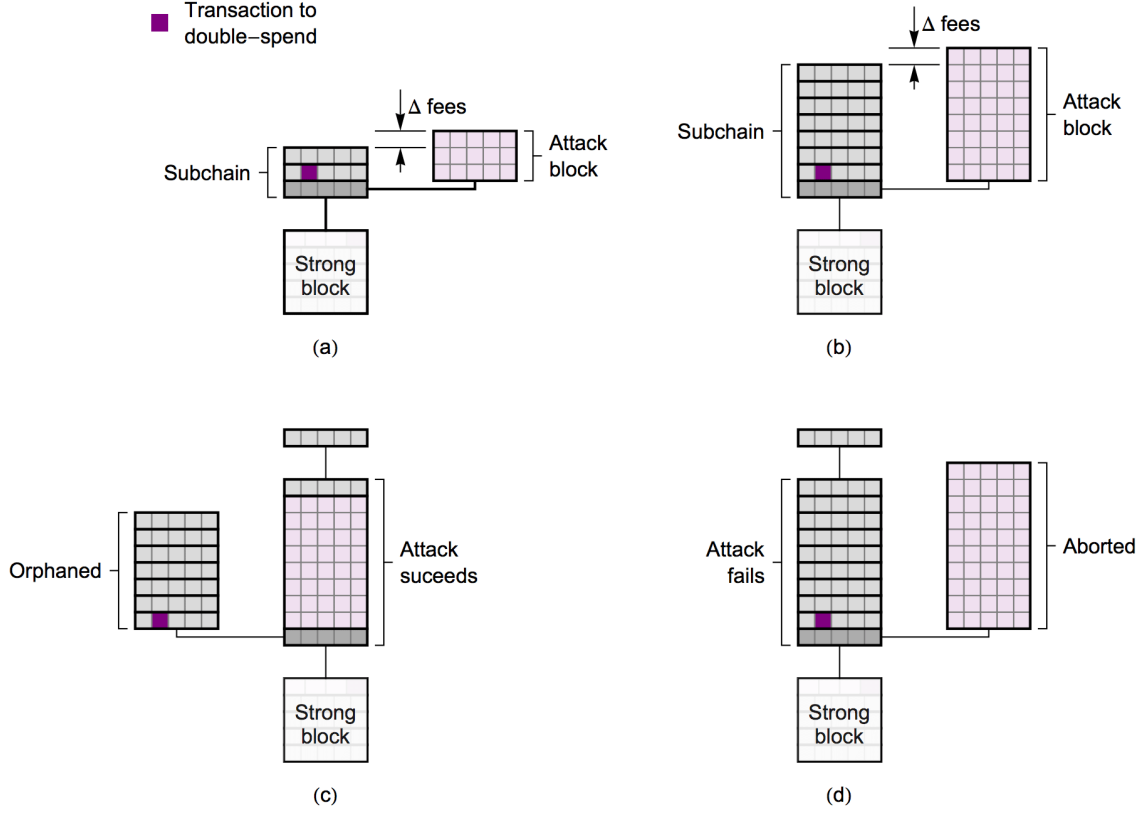 Transaction to
double–spend
Δ fees
Subchain
Attack
block
Strong
block
(a)
Δ fees
Subchain
Attack
block
Strong
block
(b)
Orphaned
Attack
suceeds
Strong
block
(c)
Attack
fails
Aborted
Strong
block
(d)